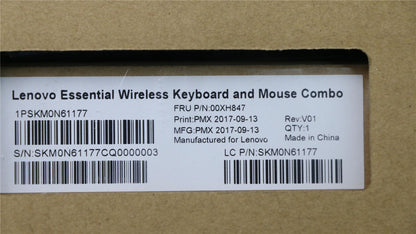 Lenovo Essential Wireless Keyboard and Mouse Combo
1PSKM0N61177
FRU P/N:00XH847
Print:PMX 2017-09-13 Rev:V01
MFG:PMX 2017-09-13 QTY:1
Manufactured for Lenovo Made in China
S/N:SKM0N61177CQ0000003
LC P/N:SKM0N61177